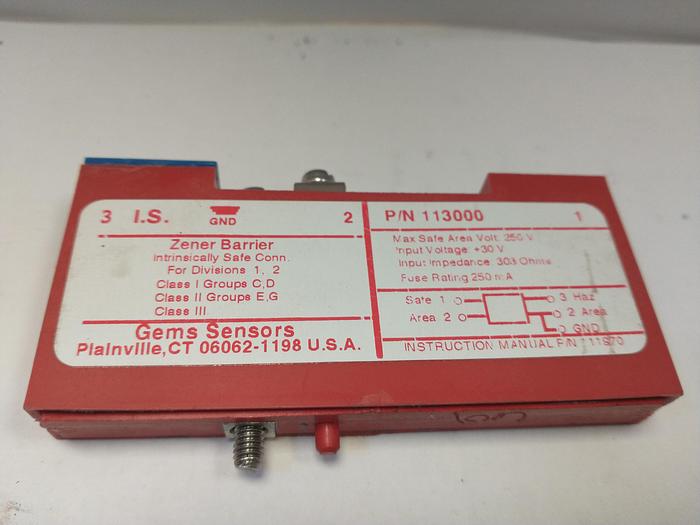 3 I.S. GND 2
Zener Barrier
Intrinsically Safe Conn.
For Divisions 1, 2
Class I Groups C,D
Class II Groups E,G
Class III
Gems Sensors
Plainville,CT 06062-1198 U.S.A.
P/N 113000 1
Max Safe Area Volt. 250 V
Input Voltage: +30 V
Input Impedance: 303 Ohms
Fuse Rating 250 mA
Safe 1 3 Haz
Area 2 2 Area
GND
INSTRUCTION MANUAL P/N